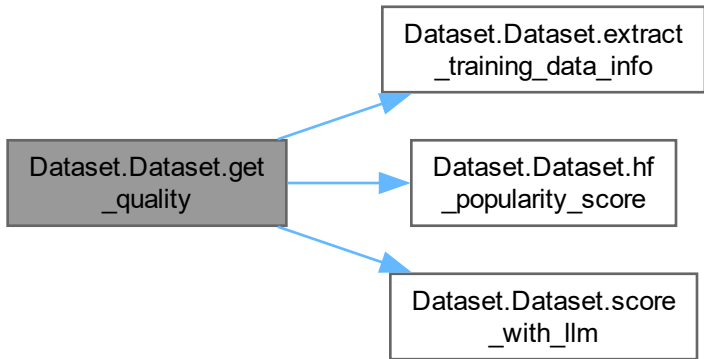 Dataset.Dataset.extract
_training_data_info
Dataset.Dataset.get
_quality
Dataset.Dataset.hf
_popularity_score
Dataset.Dataset.score
_with_llm